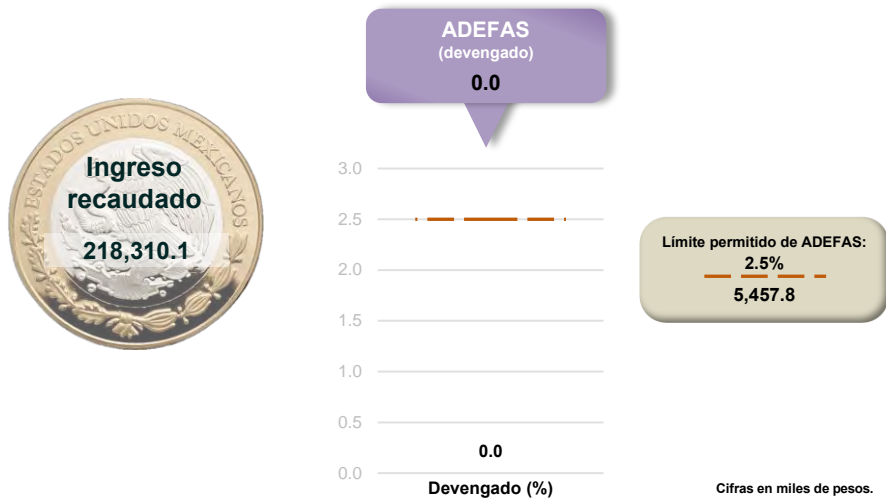 ADEFAS
(devengado)
0.0
ESTADOS UNIDOS MEXICANOS
Ingreso
recaudado
218,310.1
3.0
2.5
2.0
1.5
1.0
0.5
0.0
0.0
Devengado (%)
Límite permitido de ADEFAS:
2.5%
5,457.8
Cifras en miles de pesos.